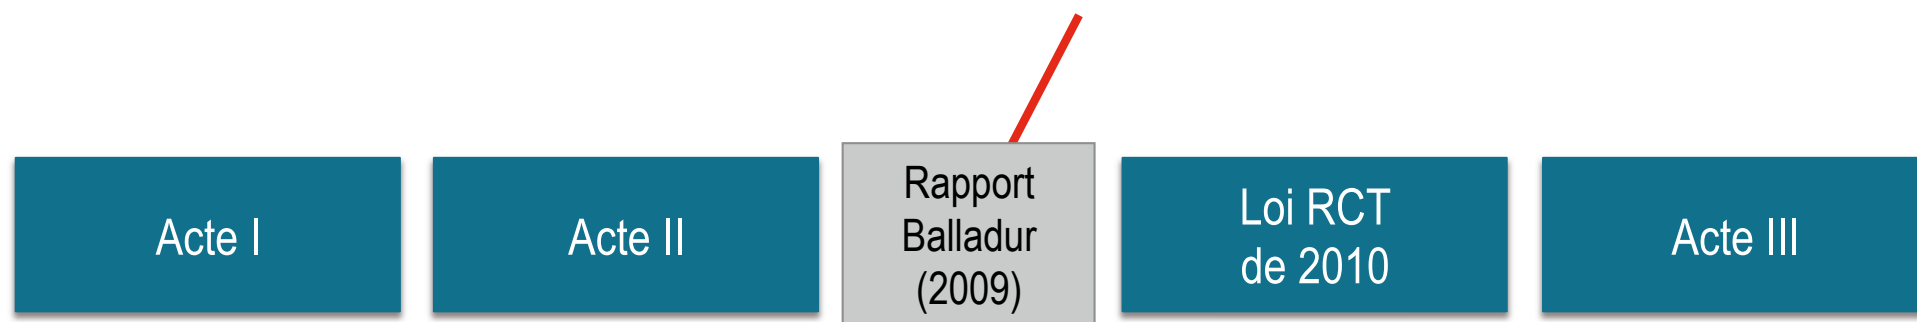 Acte I
Acte II
Rapport
Balladur
(2009)
Loi RCT
de 2010
Acte III